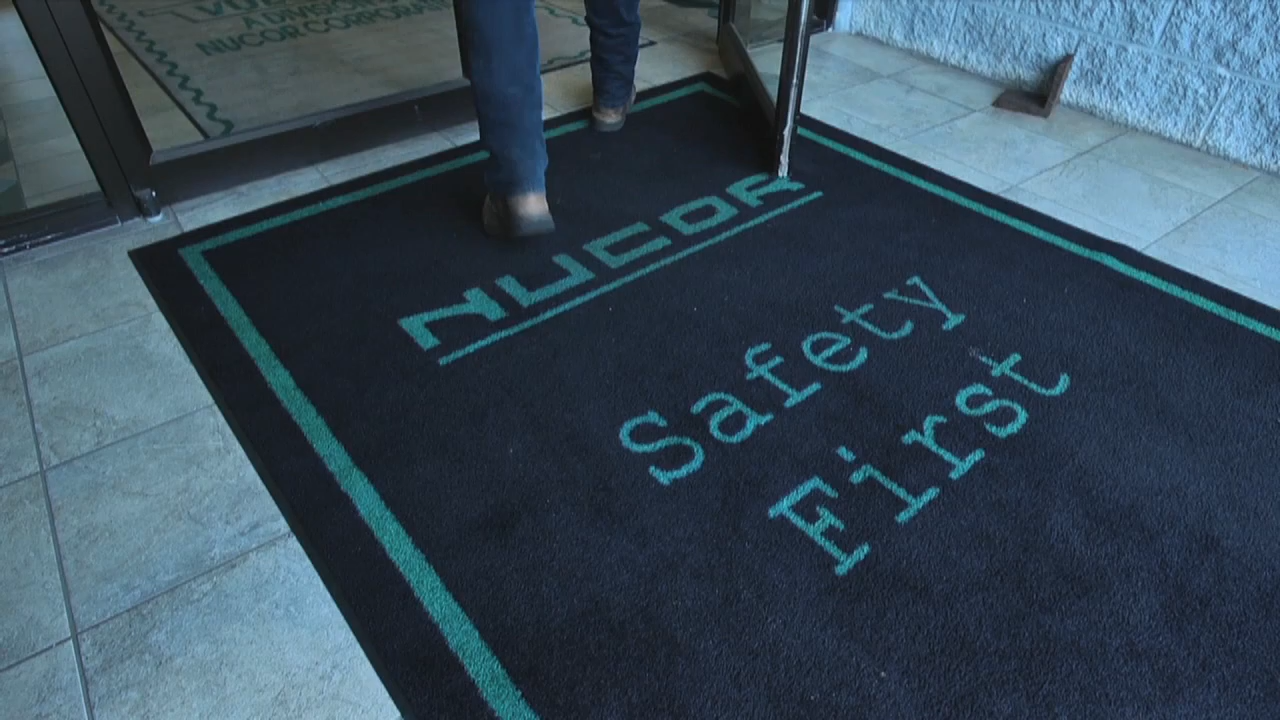 A DIVISION OF
NUCOR CORPORATION
NUCOR
Safety
First